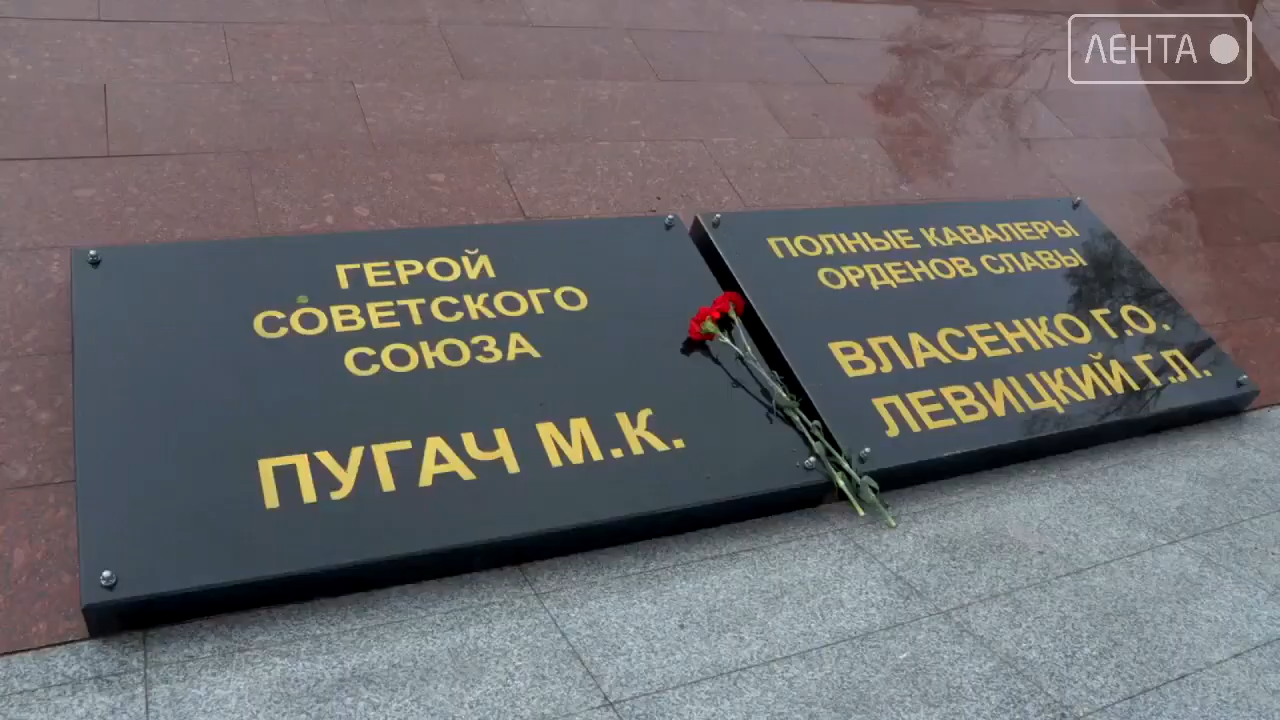 ЛЕНТА
ГЕРОЙ
СОВЕТСКОГО
СОЮЗА
ПУГАЧ М.К.
ПОЛНЫЕ КАВАЛЕРЫ
ОРДЕНОВ СЛАВЫ
ВЛАСЕНКО Г.О.
ЛЕВИЦКИЙ Г.Л.